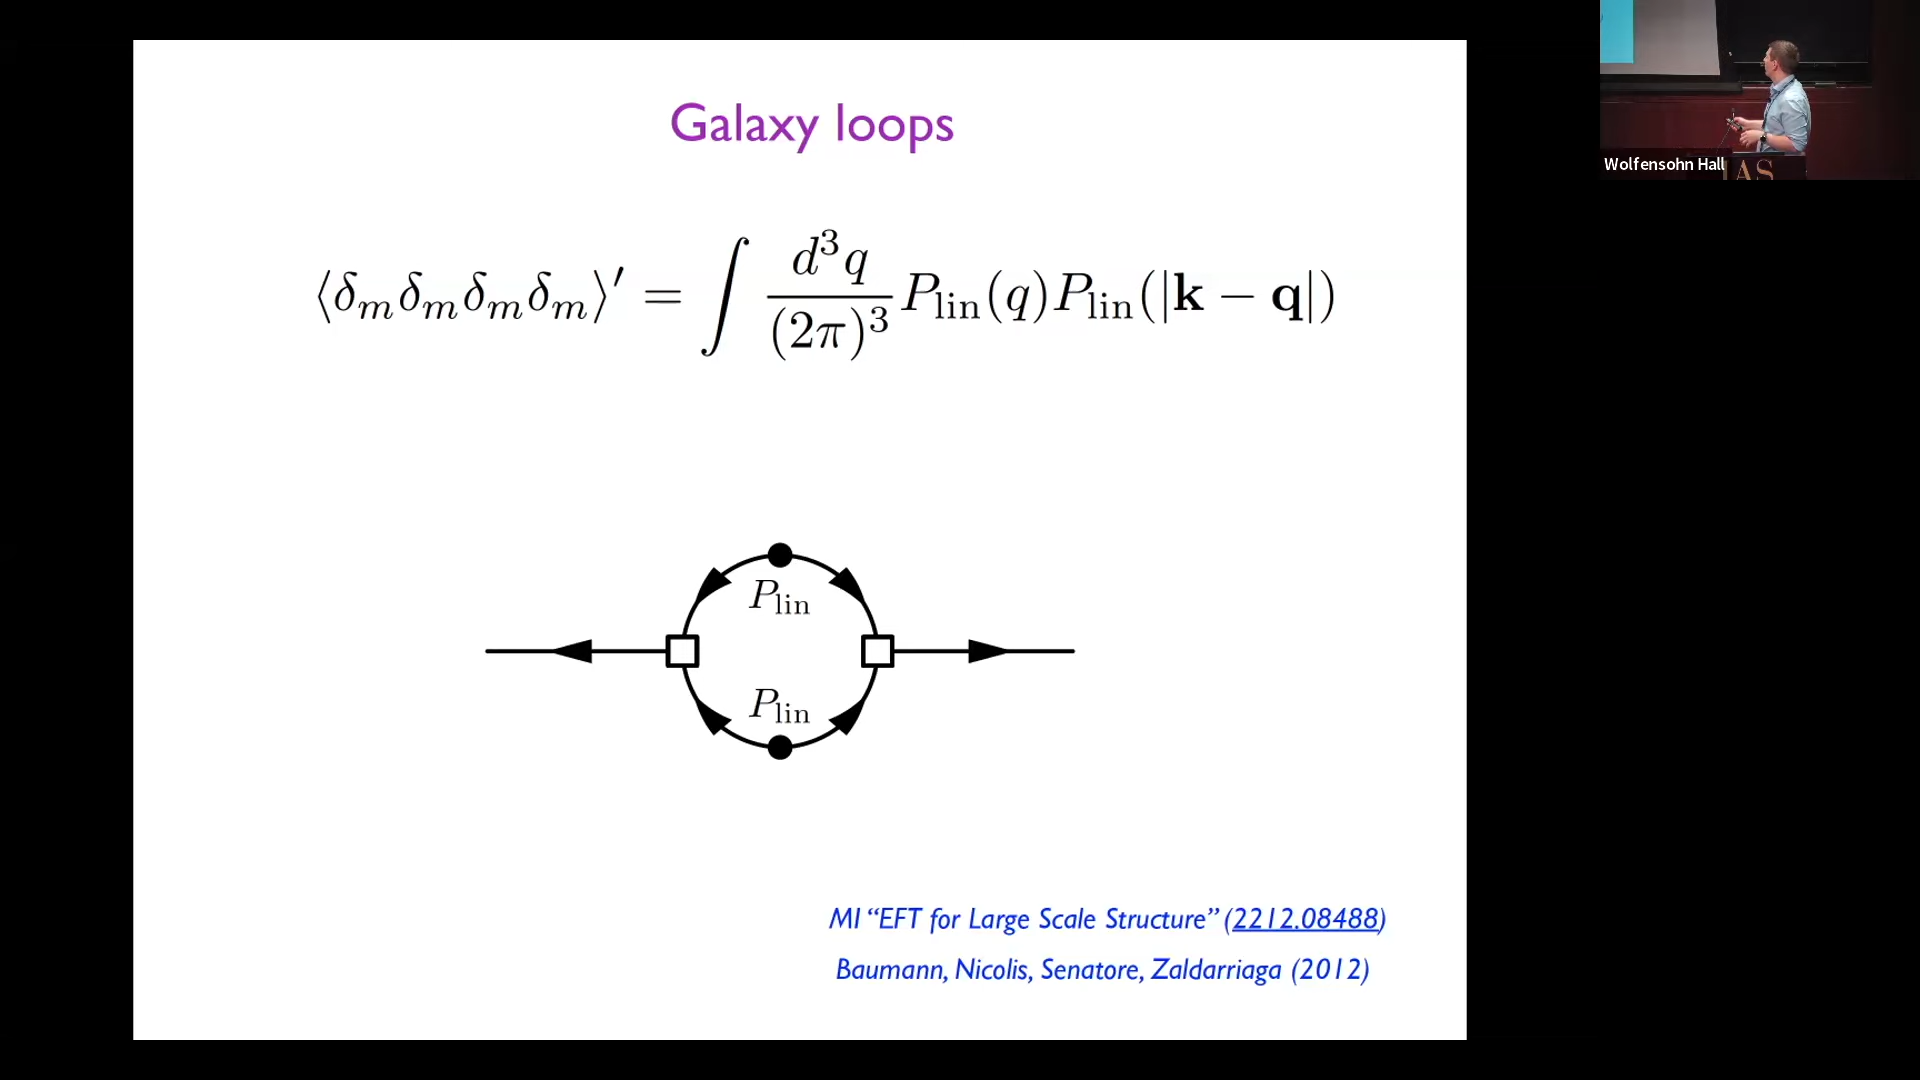 Galaxy loops
⟨δ_m δ_m δ_m δ_m⟩′ = ∫ d³q/(2π)³ P_lin(q) P_lin(|k − q|)
P_lin
P_lin
MI “EFT for Large Scale Structure” (2212.08488)
Baumann, Nicolis, Senatore, Zaldarriaga (2012)
Wolfensohn Hall
AS